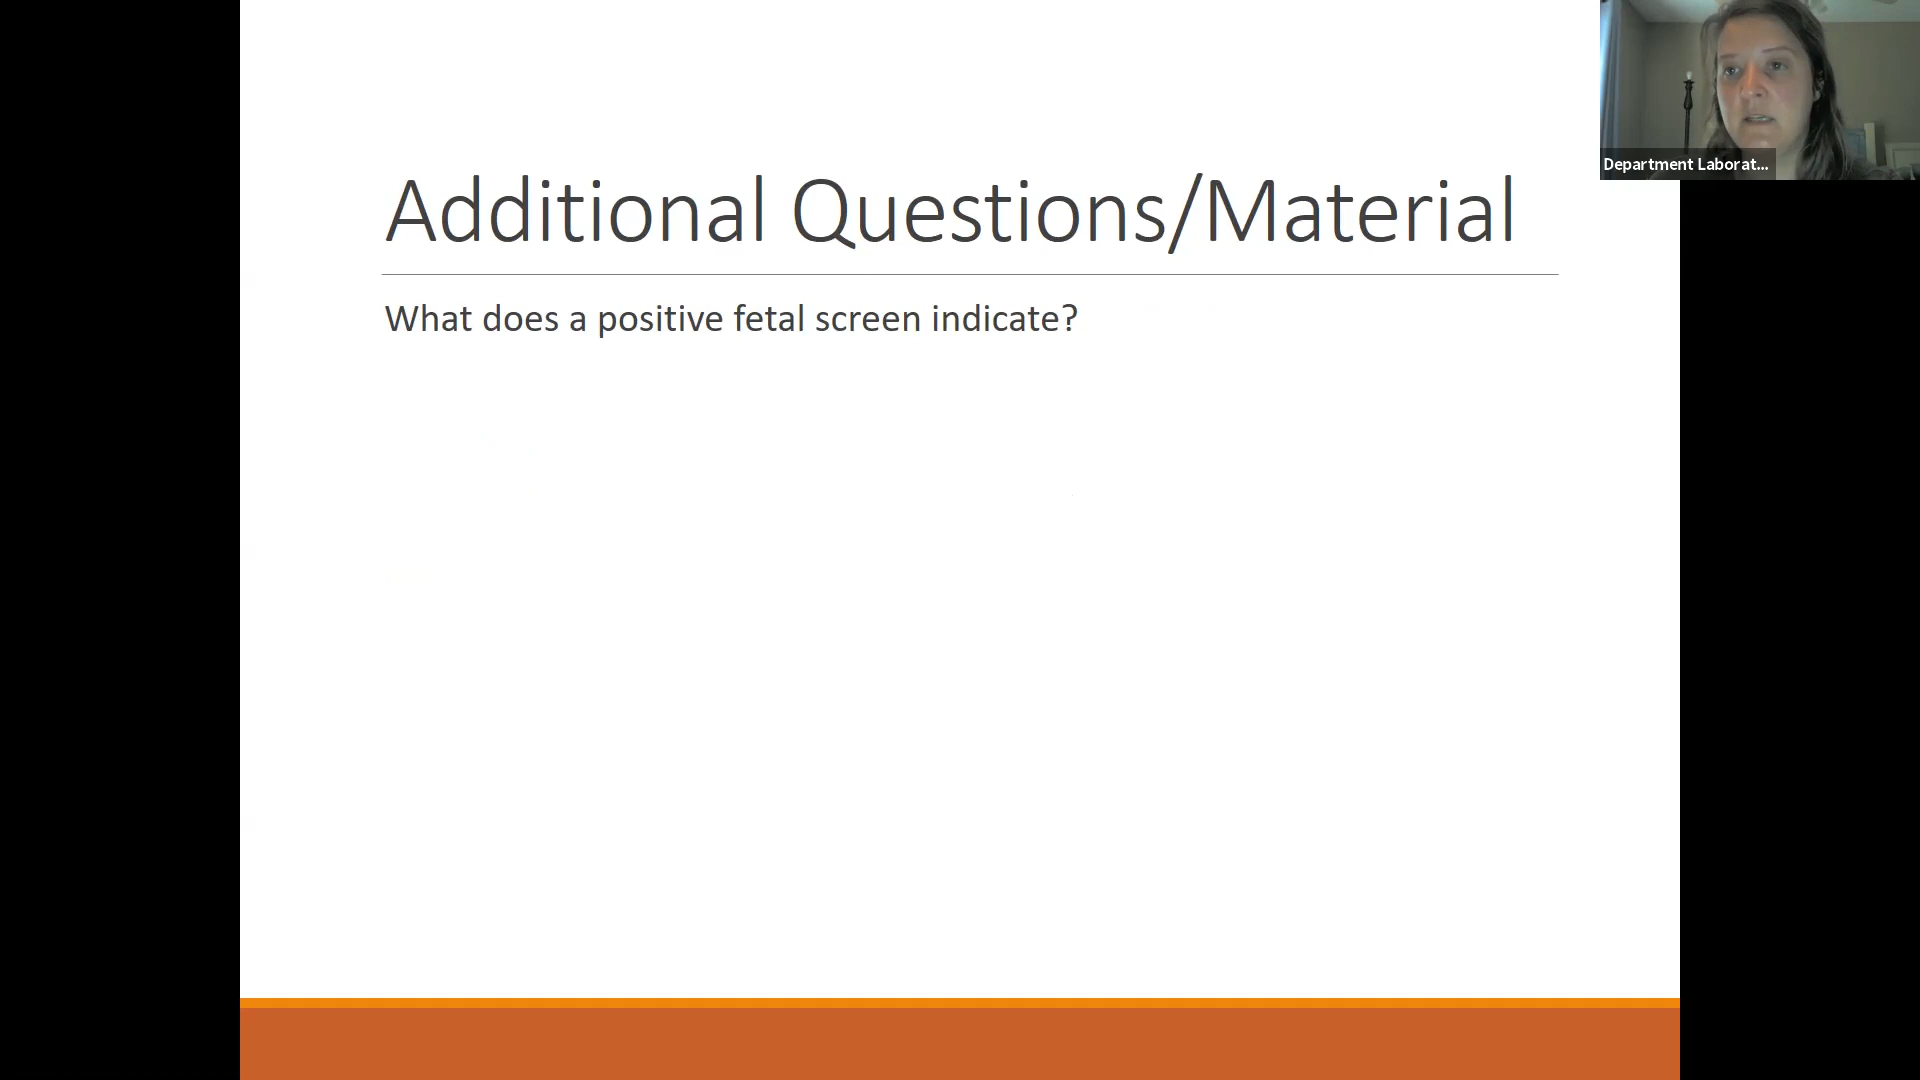 Department Laborat...
Additional Questions/Material
What does a positive fetal screen indicate?